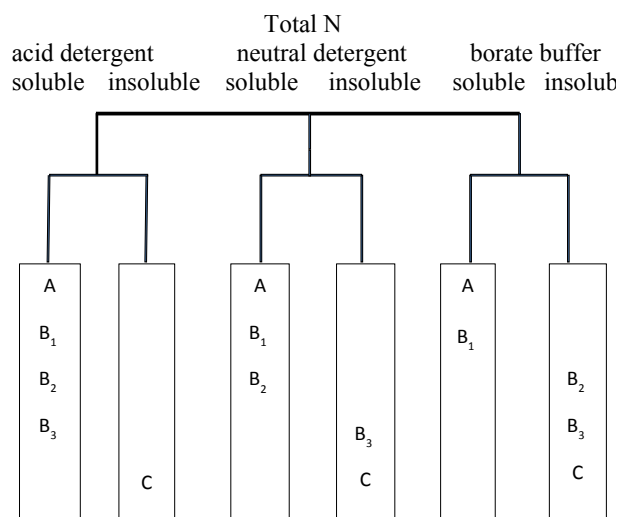 Total N
acid detergent neutral detergent borate buffer
soluble insoluble soluble insoluble soluble insolub
A A A
B₁ B₁ B₁
B₂ B₂ B₂
B₃ B₃ B₃
C C C